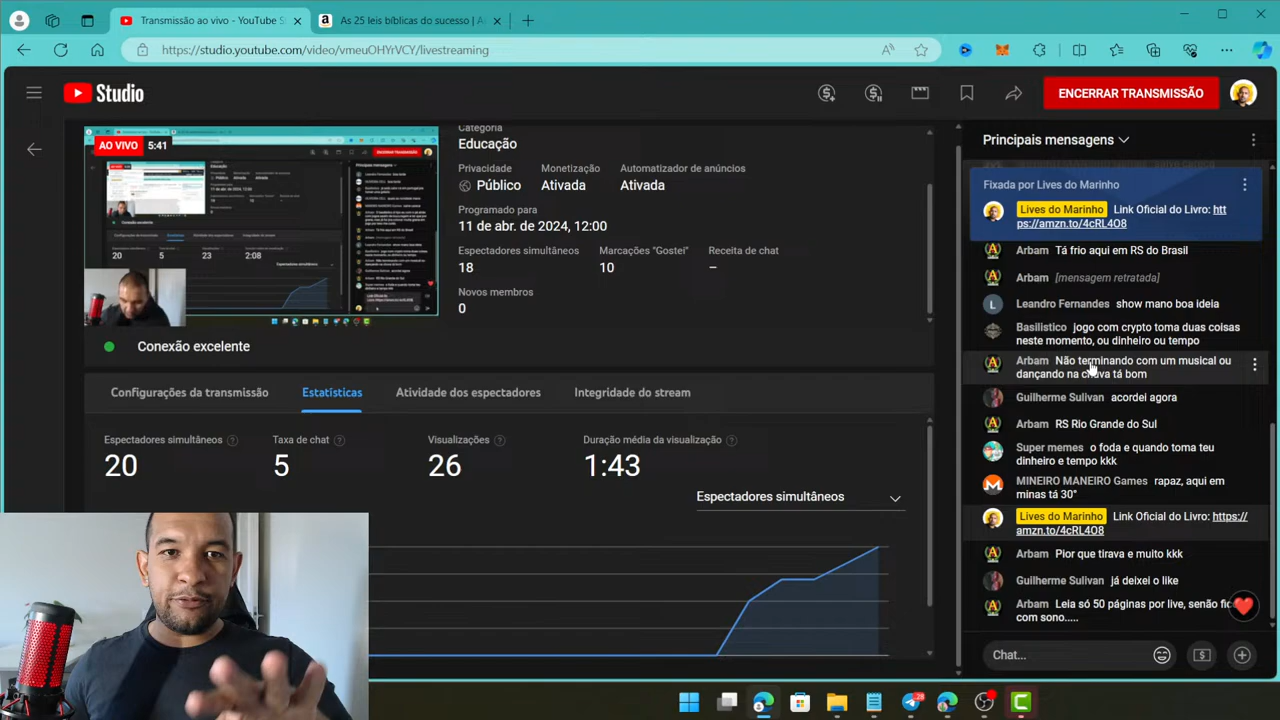 Transmissão ao vivo - YouTube S
As 25 leis bíblicas do sucesso | A
https://studio.youtube.com/video/vmeuOHYrVCY/livestreaming
Studio
ENCERRAR TRANSMISSÃO
AO VIVO 5:41
Categoria
Educação
Privacidade
Público
Monetização
Ativada
Automatizador de anúncios
Ativada
Programado para
11 de abr. de 2024, 12:00
Espectadores simultâneos
18
Marcações "Gostei"
10
Receita de chat
–
Novos membros
0
Conexão excelente
Configurações da transmissão
Estatísticas
Atividade dos espectadores
Integridade do stream
Espectadores simultâneos
20
Taxa de chat
5
Visualizações
26
Duração média da visualização
1:43
Espectadores simultâneos
Principais m
Fixada por Lives do Marinho
Lives do Marinho Link Oficial do Livro: htt
ps://amzn.to/4cRL4O8
Arbam Tá friasil em RS do Brasil
Arbam [mensagem retratada]
Leandro Fernendes show mano boa ideia
Basilistico jogo com crypto toma duas coisas
neste momento, ou dinheiro ou tempo
Arbam Não terminando com um musical ou
dançando na chuva tá bom
Guilherme Sulivan acordei agora
Arbam RS Rio Grande do Sul
Super memes o foda e quando toma teu
dinheiro e tempo kkk
MINEIRO MANEIRO Games rapaz, aqui em
minas tá 30°
Lives do Marinho Link Oficial do Livro: https://
amzn.to/4cRL4O8
Arbam Pior que tirava e muito kkk
Guilherme Sulivan já deixei o like
Arbam Leia só 50 páginas por live, senão fic
com sono.....
Chat...
28